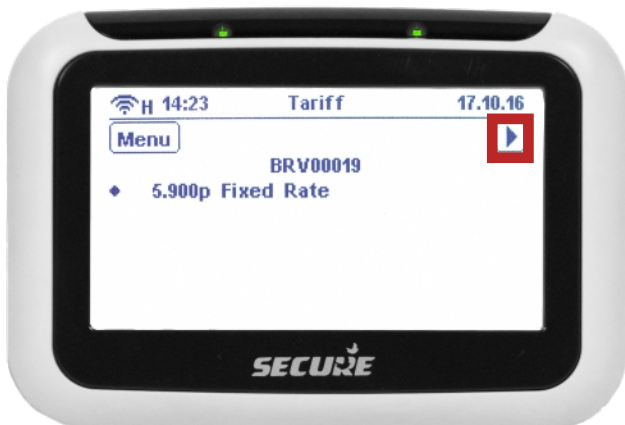 H 14:23 Tariff 17.10.16
Menu
BRV00019
5.900p Fixed Rate
SECURE